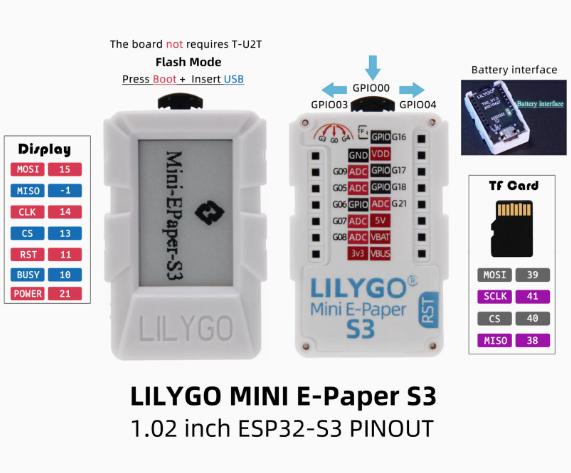 The board not requires T-U2T
Flash Mode
Press Boot + Insert USB
GPIO00
GPIO03
GPIO04
Battery interface
Battery interface
Display
MOSI 15
MISO -1
CLK 14
CS 13
RST 11
BUSY 10
POWER 21
Mini-EPaper-S3
LILYGO
G3 G0 G4
TF
GPIO G16
GND VDD
G09 ADC GPIO G17
G05 ADC GPIO G18
G06 GPIO ADC G21
G07 ADC 5V
G08 ADC VBAT
3v3 VBUS
LILYGO®
Mini E-Paper
S3
RST
TF Card
MOSI 39
SCLK 41
CS 40
MISO 38
LILYGO MINI E-Paper S3
1.02 inch ESP32-S3 PINOUT